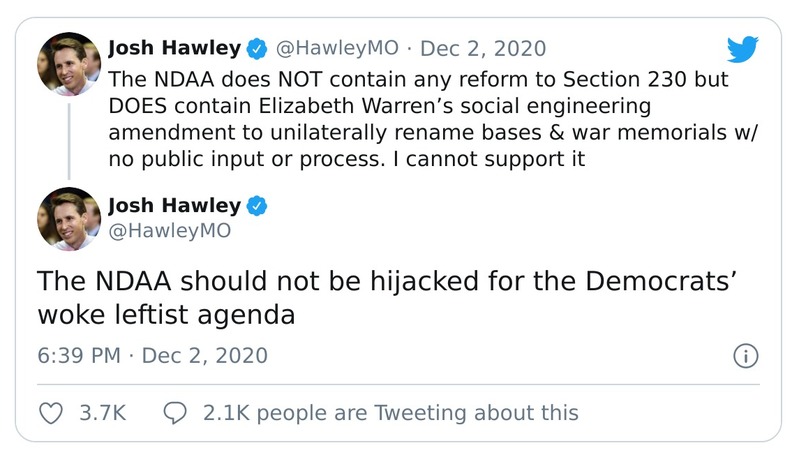 Josh Hawley @HawleyMO · Dec 2, 2020
The NDAA does NOT contain any reform to Section 230 but
DOES contain Elizabeth Warren’s social engineering
amendment to unilaterally rename bases & war memorials w/
no public input or process. I cannot support it
Josh Hawley
@HawleyMO
The NDAA should not be hijacked for the Democrats’
woke leftist agenda
6:39 PM · Dec 2, 2020
3.7K 2.1K people are Tweeting about this